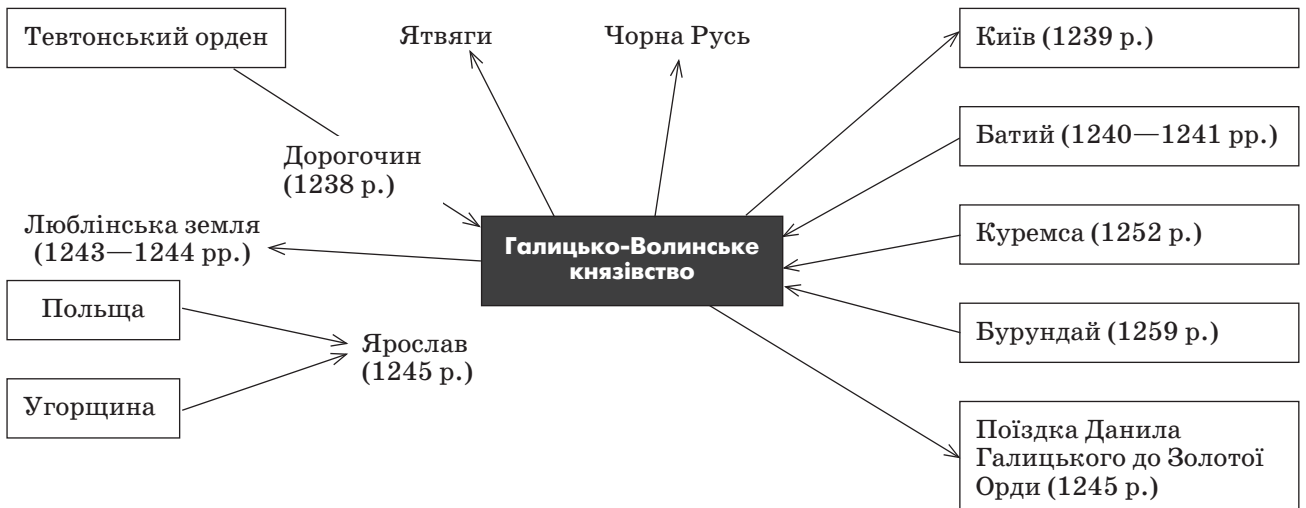 Тевтонський орден
Ятвяги
Чорна Русь
Київ (1239 р.)
Батий (1240—1241 рр.)
Дорогочин
(1238 р.)
Люблінська земля
(1243—1244 рр.)
Галицько-Волинське
князівство
Куремса (1252 р.)
Польща
Ярослав
(1245 р.)
Бурундай (1259 р.)
Угорщина
Поїздка Данила
Галицького до Золотої
Орди (1245 р.)